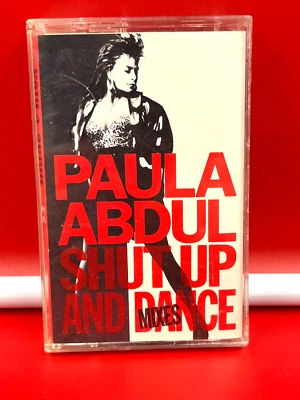 PAULA
ABDUL
SHUT UP
AND DANCE
MIXES